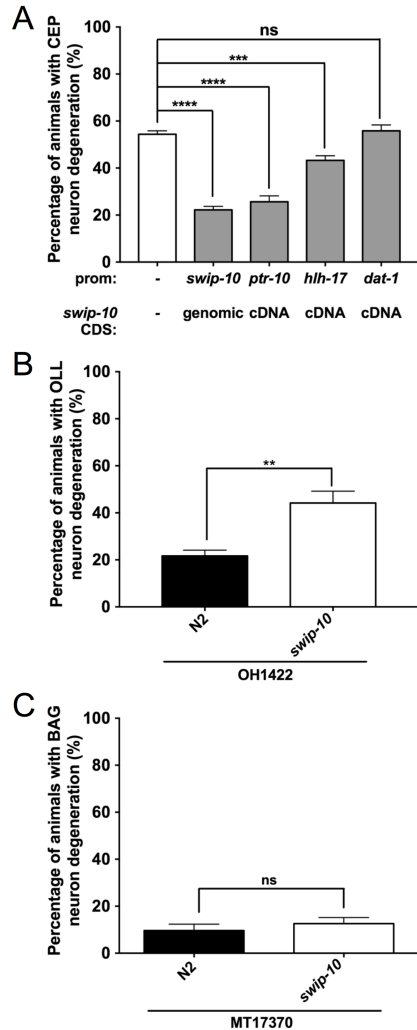 A
Percentage of animals with CEP
neuron degeneration (%)
100
80
60
40
20
0
ns
***
****
****
prom: - swip-10 ptr-10 hlh-17 dat-1
swip-10 - genomic cDNA cDNA cDNA
CDS:
B
Percentage of animals with OLL
neuron degeneration (%)
100
80
60
40
20
0
**
N2 swip-10
OH1422
C
Percentage of animals with BAG
neuron degeneration (%)
100
80
60
40
20
0
ns
N2 swip-10
MT17370